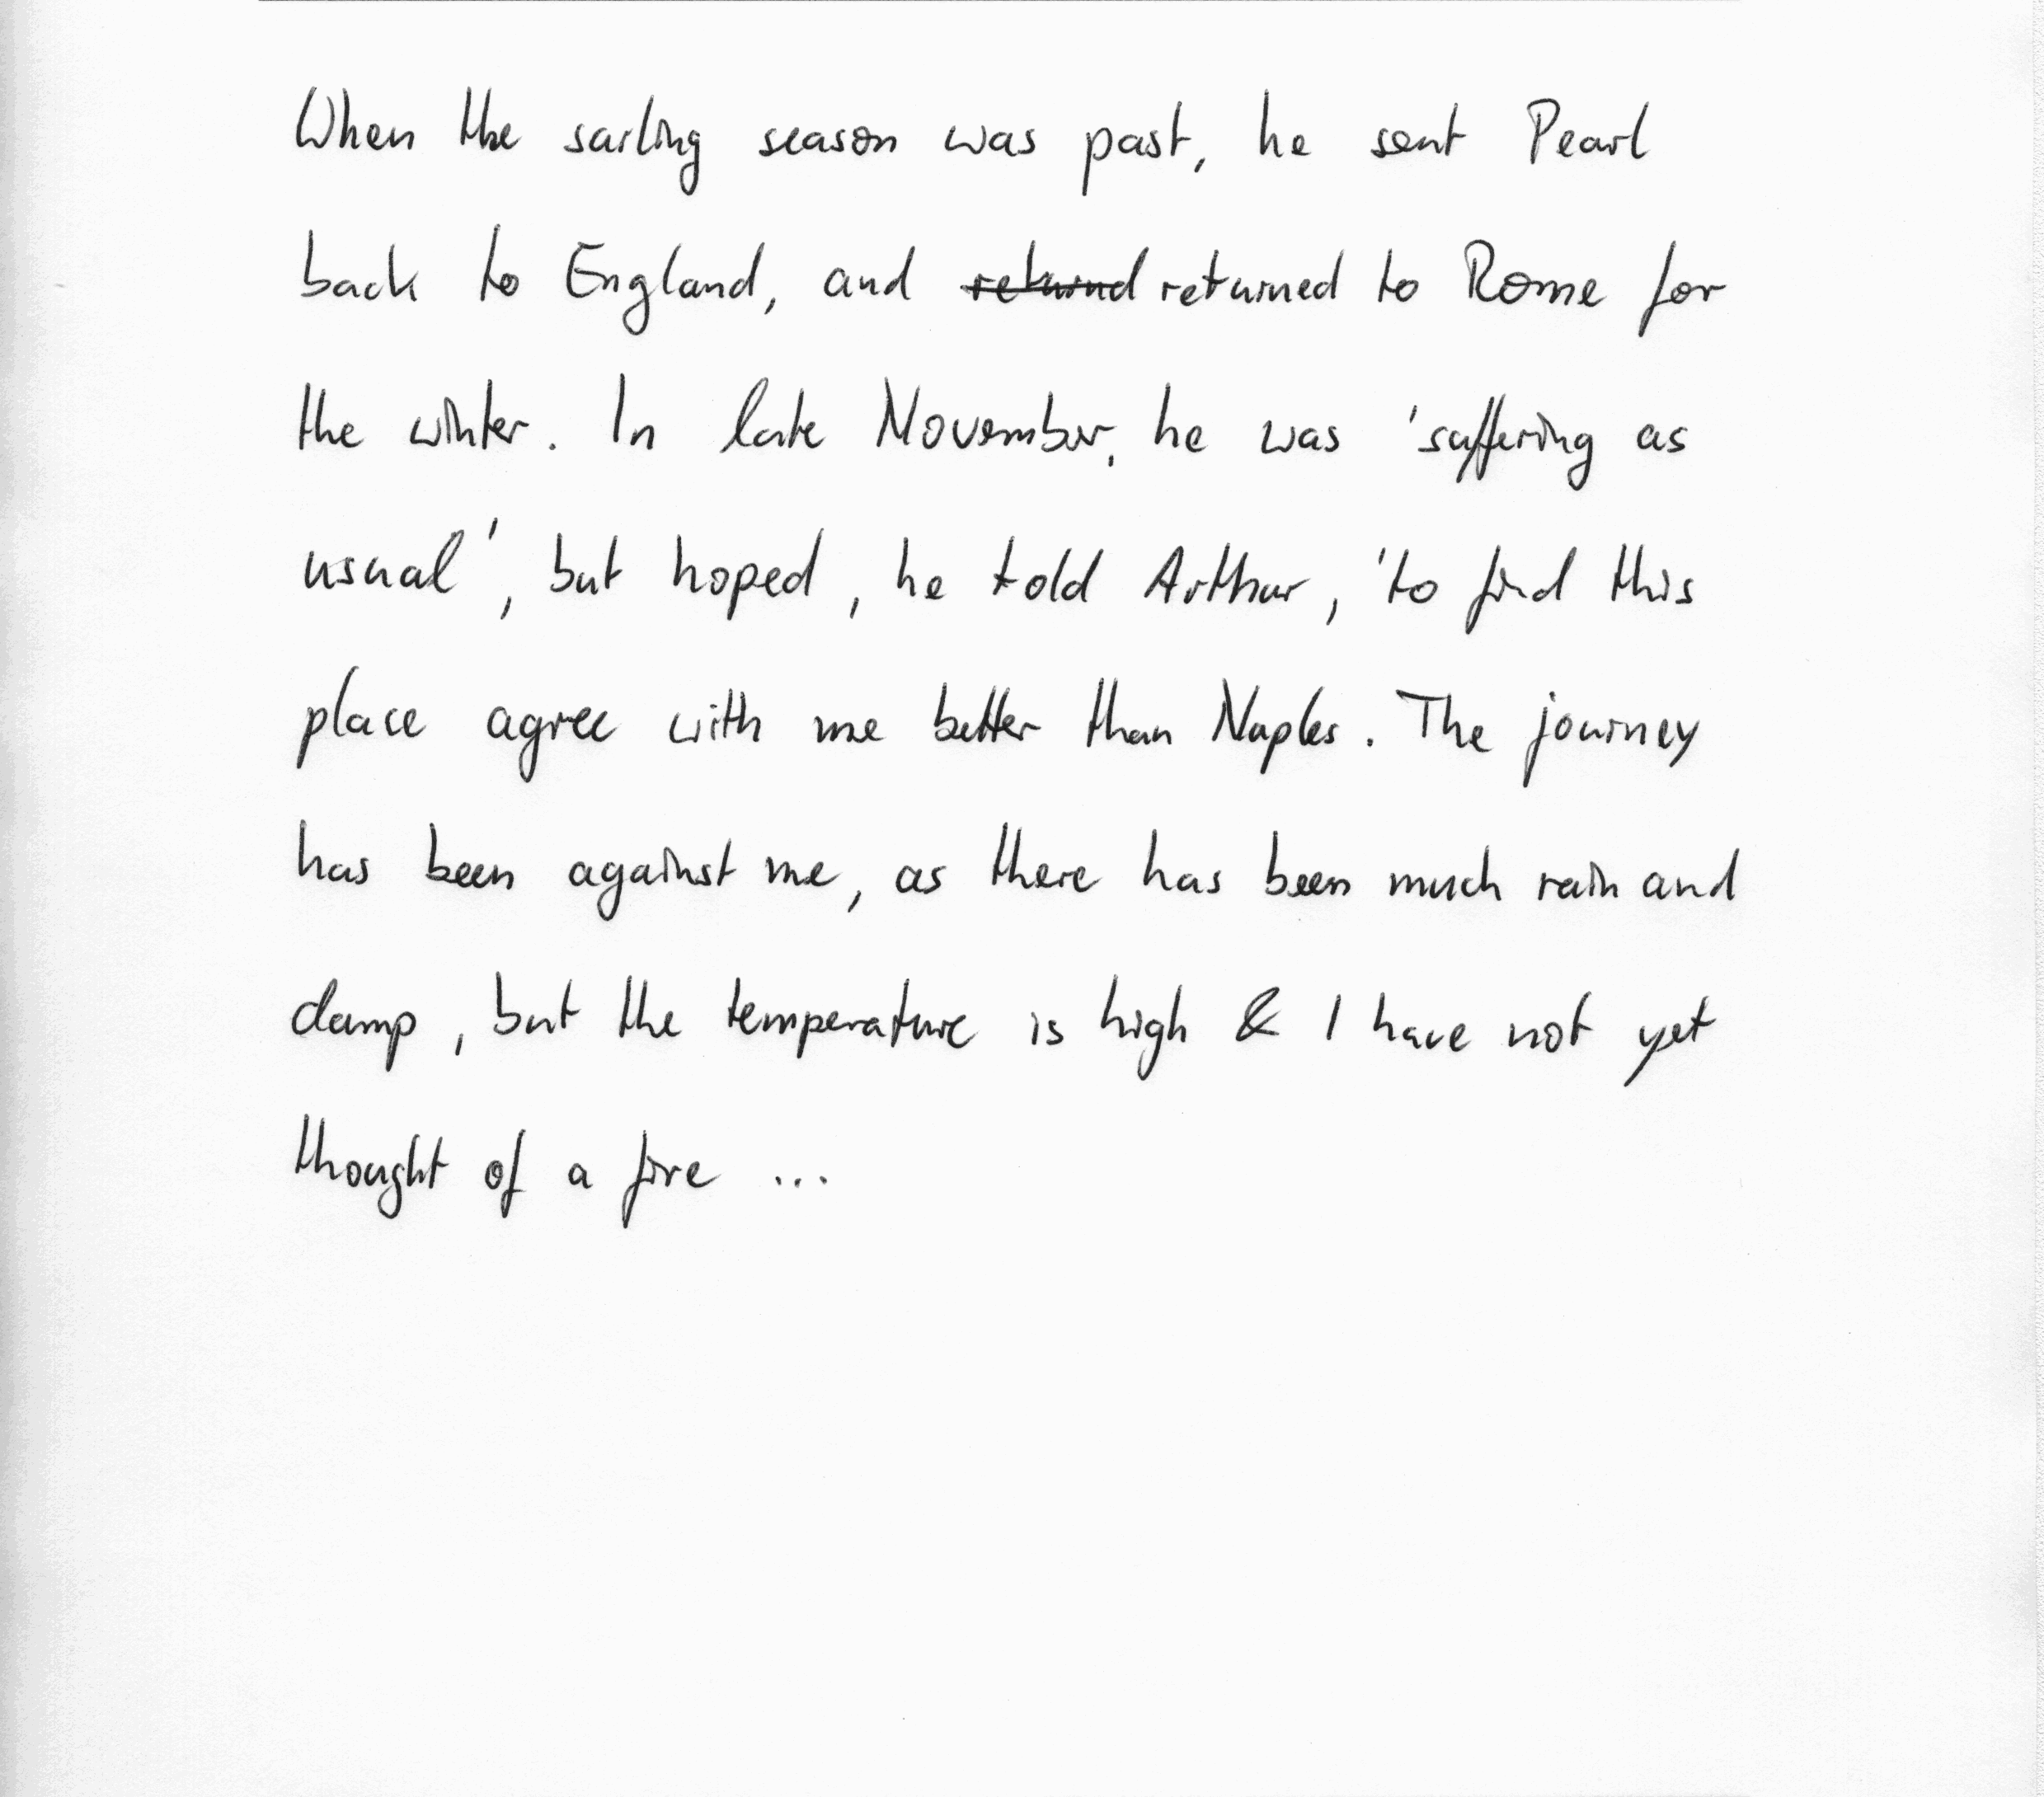 When the sailing season was past, he sent Pearl
back to England, and returnd returned to Rome for
the winter. In late November, he was 'suffering as
usual', but hoped, he told Arthur, 'to find this
place agree with me better than Naples. The journey
has been against me, as there has been much rain and
damp, but the temperature is high & I have not yet
thought of a fire ...